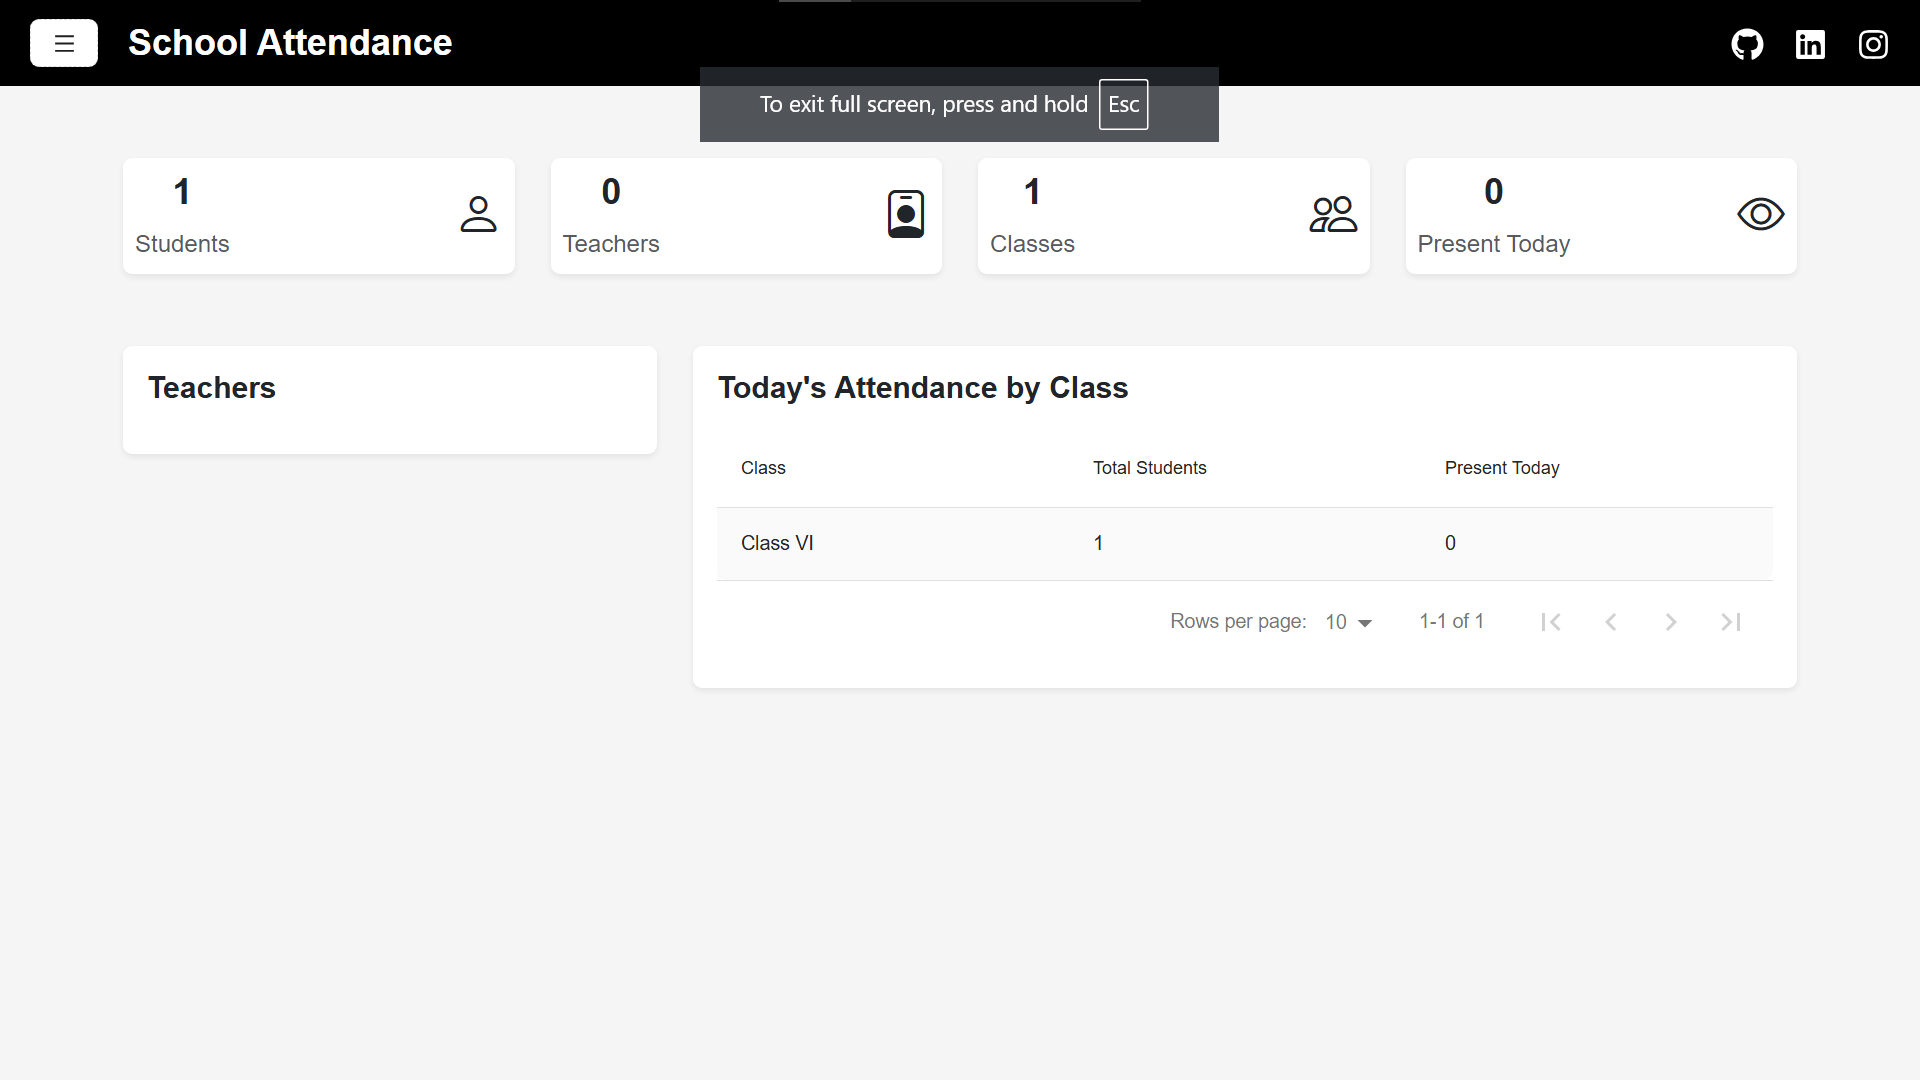 School Attendance
To exit full screen, press and hold Esc
1
Students
0
Teachers
1
Classes
0
Present Today
Teachers
Today's Attendance by Class
Class Total Students Present Today
Class VI 1 0
Rows per page: 10 1-1 of 1